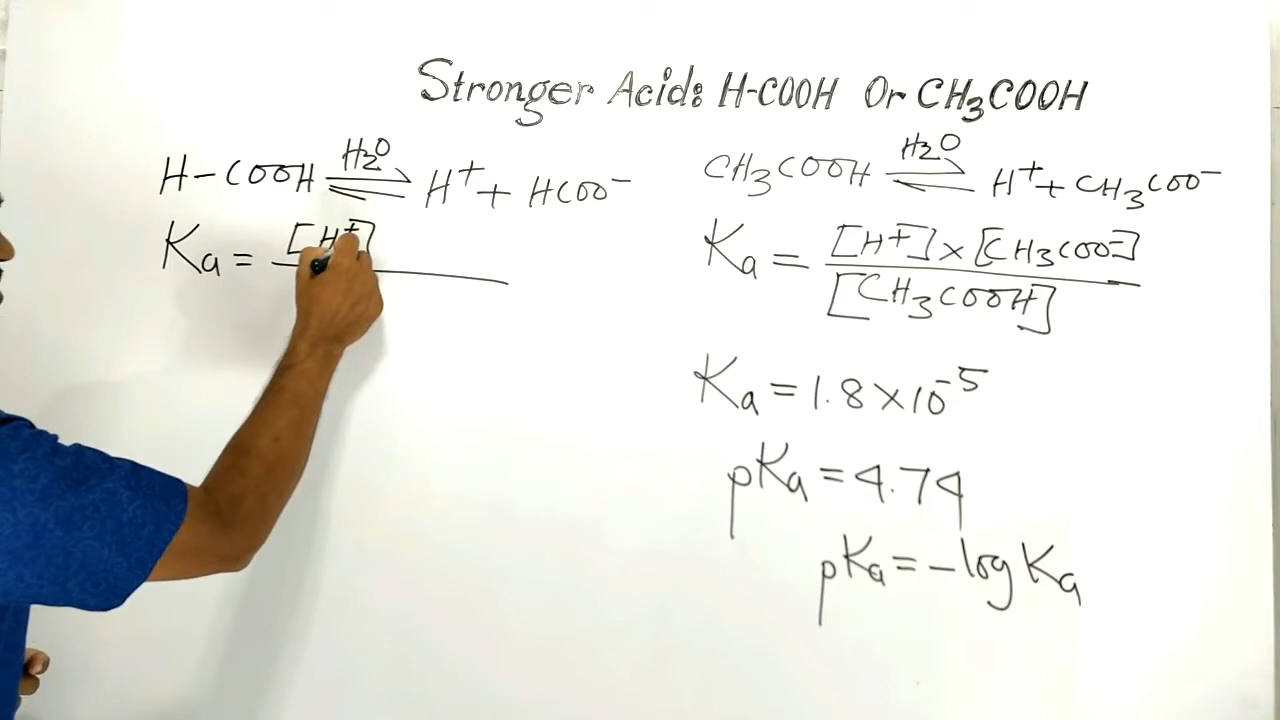 Stronger Acid: H-COOH Or CH₃COOH
H-COOH ⇌ H⁺ + HCOO⁻
H₂O
Ka = [H⁺]
CH₃COOH ⇌ H⁺ + CH₃COO⁻
H₂O
Ka = [H⁺] × [CH₃COO⁻]
[CH₃COOH]
Ka = 1.8 × 10⁻⁵
pKa = 4.74
pKa = -log Ka